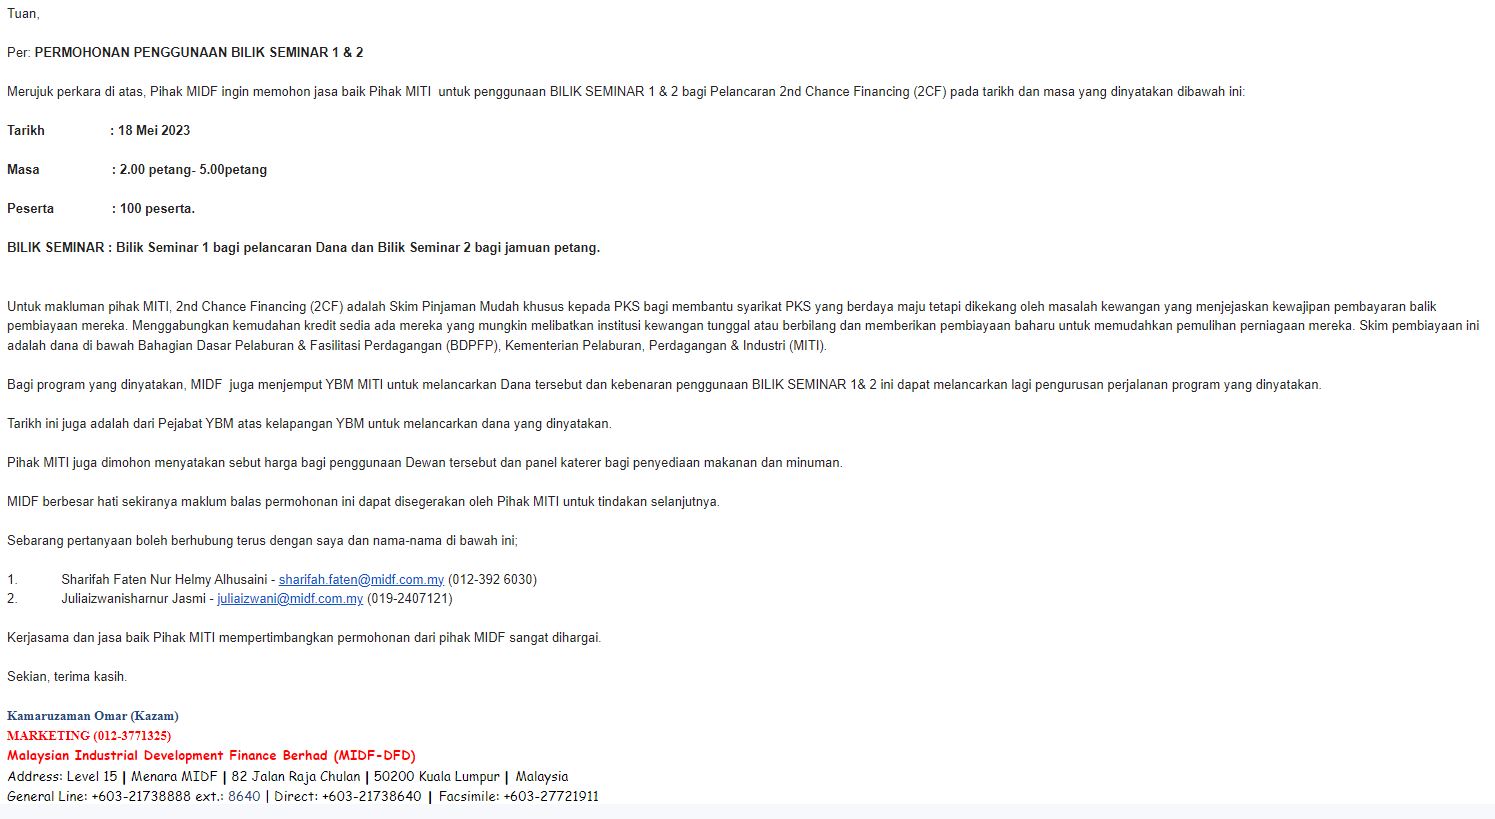 Tuan,
Per: PERMOHONAN PENGGUNAAN BILIK SEMINAR 1 & 2
Merujuk perkara di atas, Pihak MIDF ingin memohon jasa baik Pihak MITI  untuk penggunaan BILIK SEMINAR 1 & 2 bagi Pelancaran 2nd Chance Financing (2CF) pada tarikh dan masa yang dinyatakan dibawah ini:
Tarikh : 18 Mei 2023
Masa : 2.00 petang- 5.00petang
Peserta : 100 peserta.
BILIK SEMINAR : Bilik Seminar 1 bagi pelancaran Dana dan Bilik Seminar 2 bagi jamuan petang.
Untuk makluman pihak MITI, 2nd Chance Financing (2CF) adalah Skim Pinjaman Mudah khusus kepada PKS bagi membantu syarikat PKS yang berdaya maju tetapi dikekang oleh masalah kewangan yang menjejaskan kewajipan pembayaran balik
pembiayaan mereka. Menggabungkan kemudahan kredit sedia ada mereka yang mungkin melibatkan institusi kewangan tunggal atau berbilang dan memberikan pembiayaan baharu untuk memudahkan pemulihan perniagaan mereka. Skim pembiayaan ini
adalah dana di bawah Bahagian Dasar Pelaburan & Fasilitasi Perdagangan (BDPFP), Kementerian Pelaburan, Perdagangan & Industri (MITI).
Bagi program yang dinyatakan, MIDF  juga menjemput YBM MITI untuk melancarkan Dana tersebut dan kebenaran penggunaan BILIK SEMINAR 1& 2 ini dapat melancarkan lagi pengurusan perjalanan program yang dinyatakan.
Tarikh ini juga adalah dari Pejabat YBM atas kelapangan YBM untuk melancarkan dana yang dinyatakan.
Pihak MITI juga dimohon menyatakan sebut harga bagi penggunaan Dewan tersebut dan panel katerer bagi penyediaan makanan dan minuman.
MIDF berbesar hati sekiranya maklum balas permohonan ini dapat disegerakan oleh Pihak MITI untuk tindakan selanjutnya.
Sebarang pertanyaan boleh berhubung terus dengan saya dan nama-nama di bawah ini;
1. Sharifah Faten Nur Helmy Alhusaini - sharifah.faten@midf.com.my (012-392 6030)
2. Juliaizwanisharnur Jasmi - juliaizwani@midf.com.my (019-2407121)
Kerjasama dan jasa baik Pihak MITI mempertimbangkan permohonan dari pihak MIDF sangat dihargai.
Sekian, terima kasih.
Kamaruzaman Omar (Kazam)
MARKETING (012-3771325)
Malaysian Industrial Development Finance Berhad (MIDF-DFD)
Address: Level 15 | Menara MIDF | 82 Jalan Raja Chulan | 50200 Kuala Lumpur | Malaysia
General Line: +603-21738888 ext.: 8640 | Direct: +603-21738640 | Facsimile: +603-27721911